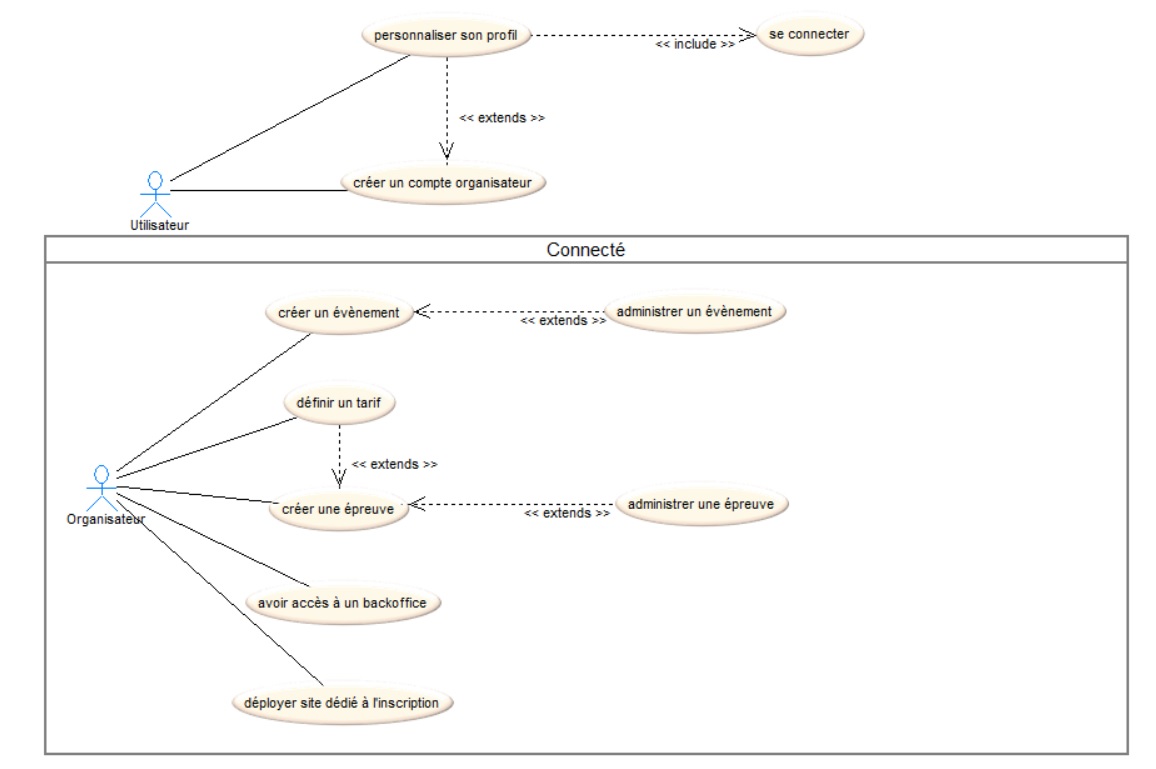 personnaliser son profil
<< include >>
se connecter
<< extends >>
créer un compte organisateur
Utilisateur
Connecté
créer un évènement
<< extends >>
administrer un évènement
définir un tarif
<< extends >>
créer une épreuve
<< extends >>
administrer une épreuve
Organisateur
avoir accès à un backoffice
déployer site dédié à l'inscription